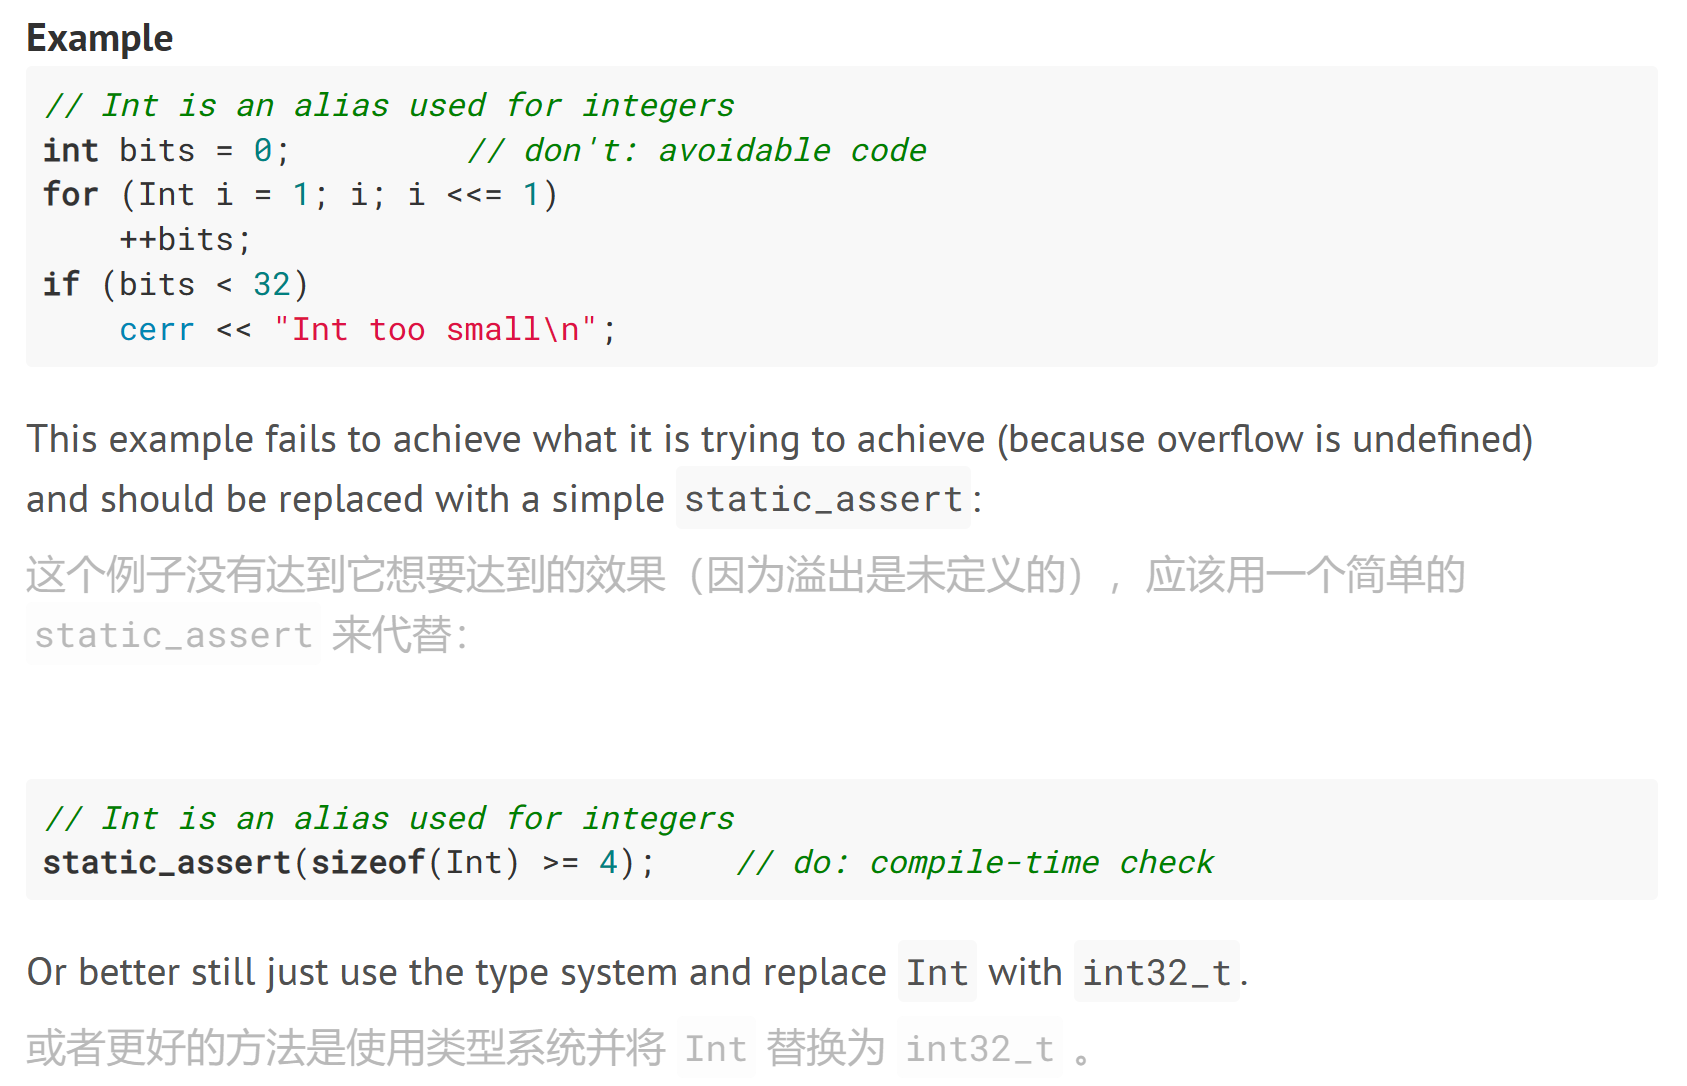 Example
// Int is an alias used for integers
int bits = 0;         // don't: avoidable code
for (Int i = 1; i; i <<= 1)
    ++bits;
if (bits < 32)
    cerr << "Int too small\n";
This example fails to achieve what it is trying to achieve (because overflow is undefined)
and should be replaced with a simple static_assert:
这个例子没有达到它想要达到的效果（因为溢出是未定义的），应该用一个简单的
static_assert 来代替：
// Int is an alias used for integers
static_assert(sizeof(Int) >= 4);    // do: compile-time check
Or better still just use the type system and replace Int with int32_t.
或者更好的方法是使用类型系统并将 Int 替换为 int32_t 。